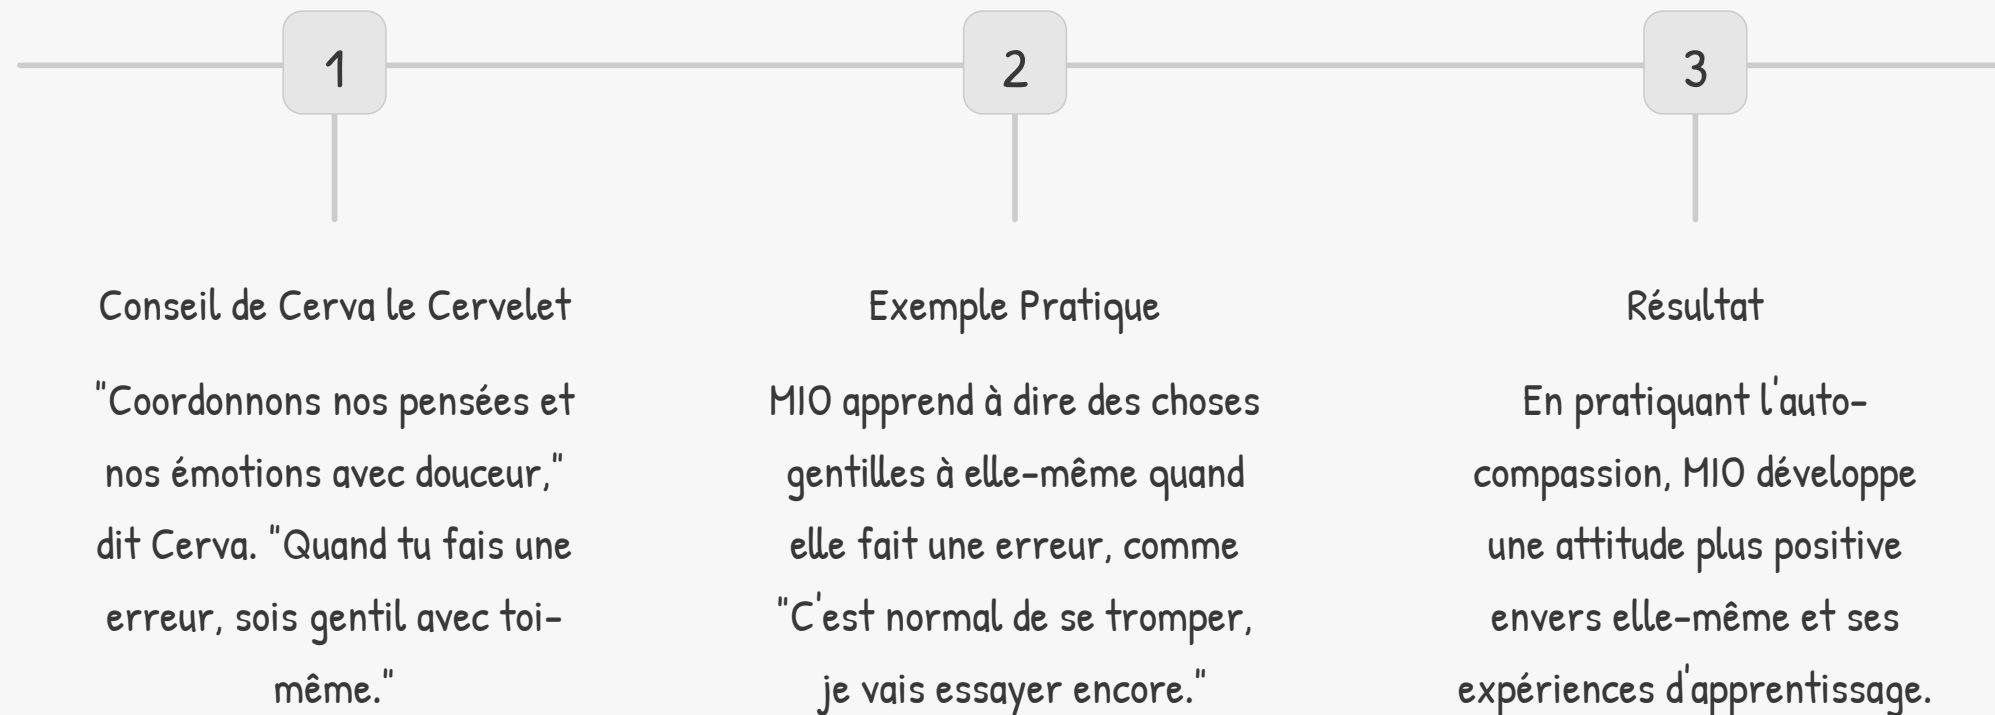 1
2
3
Conseil de Cerva le Cervelet
"Coordonnons nos pensées et
nos émotions avec douceur,"
dit Cerva. "Quand tu fais une
erreur, sois gentil avec toi-
même."
Exemple Pratique
MIO apprend à dire des choses
gentilles à elle-même quand
elle fait une erreur, comme
"C'est normal de se tromper,
je vais essayer encore."
Résultat
En pratiquant l'auto-
compassion, MIO développe
une attitude plus positive
envers elle-même et ses
expériences d'apprentissage.